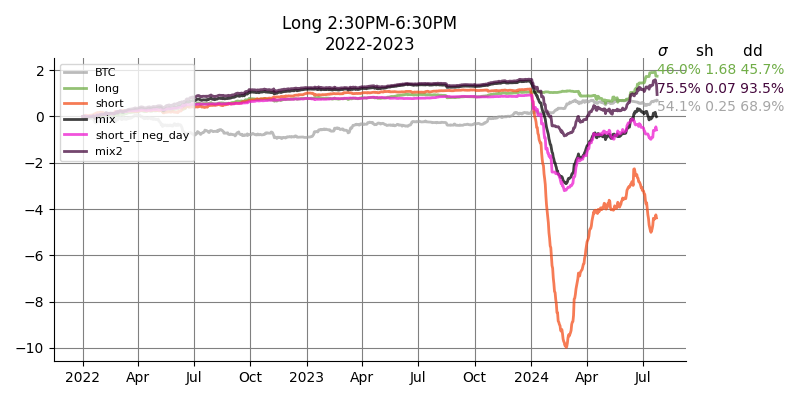 Long 2:30PM-6:30PM
2022-2023
σ sh dd
46.0% 1.68 45.7%
75.5% 0.07 93.5%
54.1% 0.25 68.9%
BTC
long
short
mix
short_if_neg_day
mix2
2
0
−2
−4
−6
−8
−10
2022 Apr Jul Oct 2023 Apr Jul Oct 2024 Apr Jul